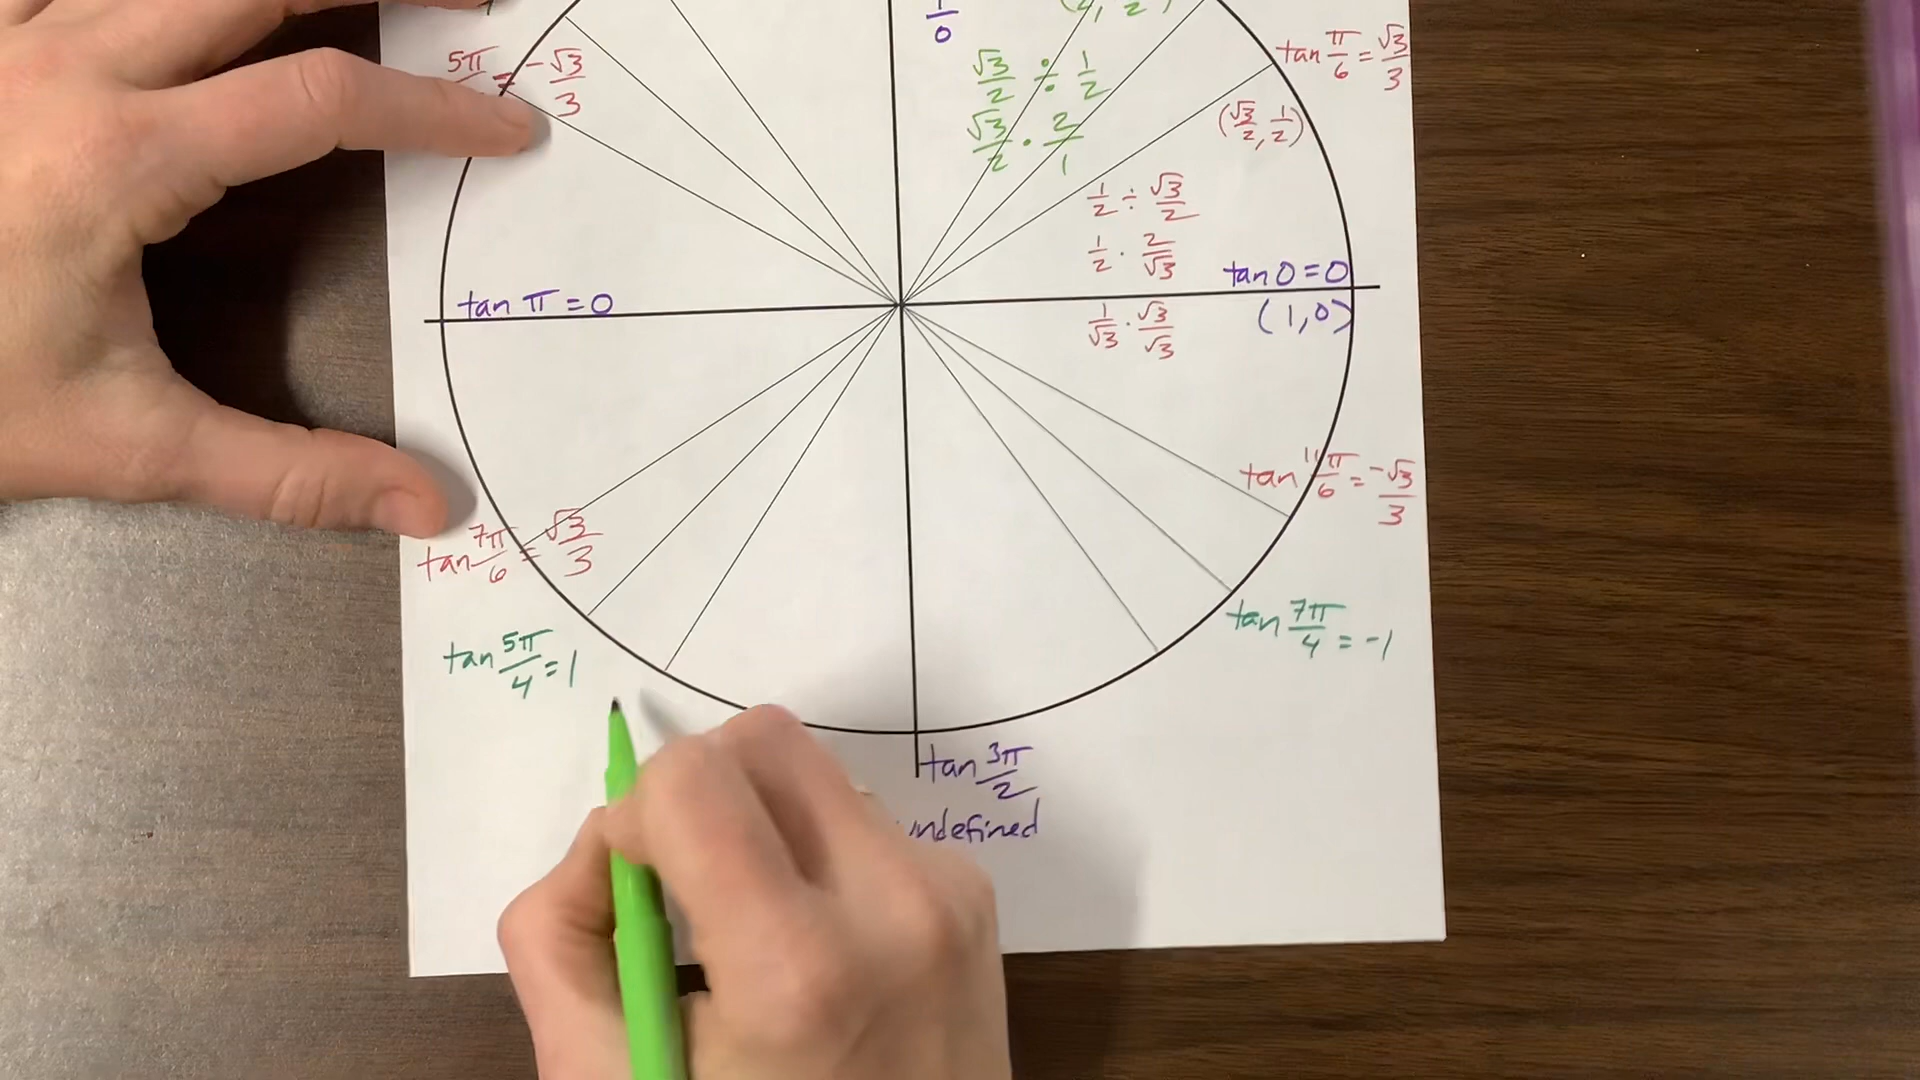 1/0
√3/2 ÷ 1/2
√3/2 · 2/1
tan π/6 = √3/3
(√3/2, 1/2)
5π = -√3/3
1/2 ÷ √3/2
1/2 · 2/√3
1/√3 · √3/√3
tan π = 0
tan 0 = 0
(1,0)
tan 11π/6 = -√3/3
tan 7π/6 = √3/3
tan 5π/4 = 1
tan 7π/4 = -1
tan 3π/2
undefined